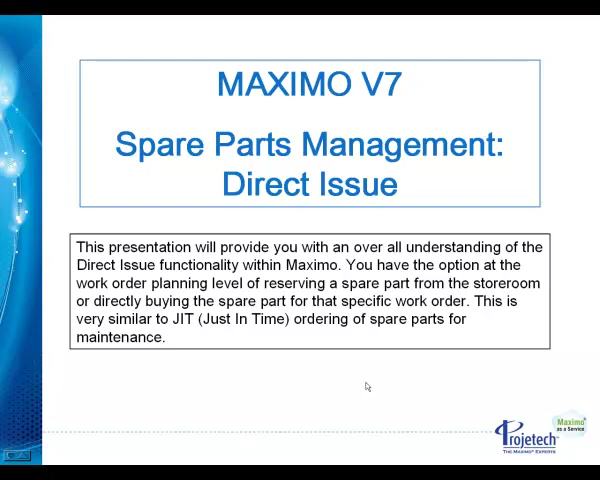 MAXIMO V7
Spare Parts Management:
Direct Issue
This presentation will provide you with an over all understanding of the
Direct Issue functionality within Maximo. You have the option at the
work order planning level of reserving a spare part from the storeroom
or directly buying the spare part for that specific work order. This is
very similar to JIT (Just In Time) ordering of spare parts for
maintenance.
Projetech
THE MAXIMO® EXPERTS
Maximo
as a Service